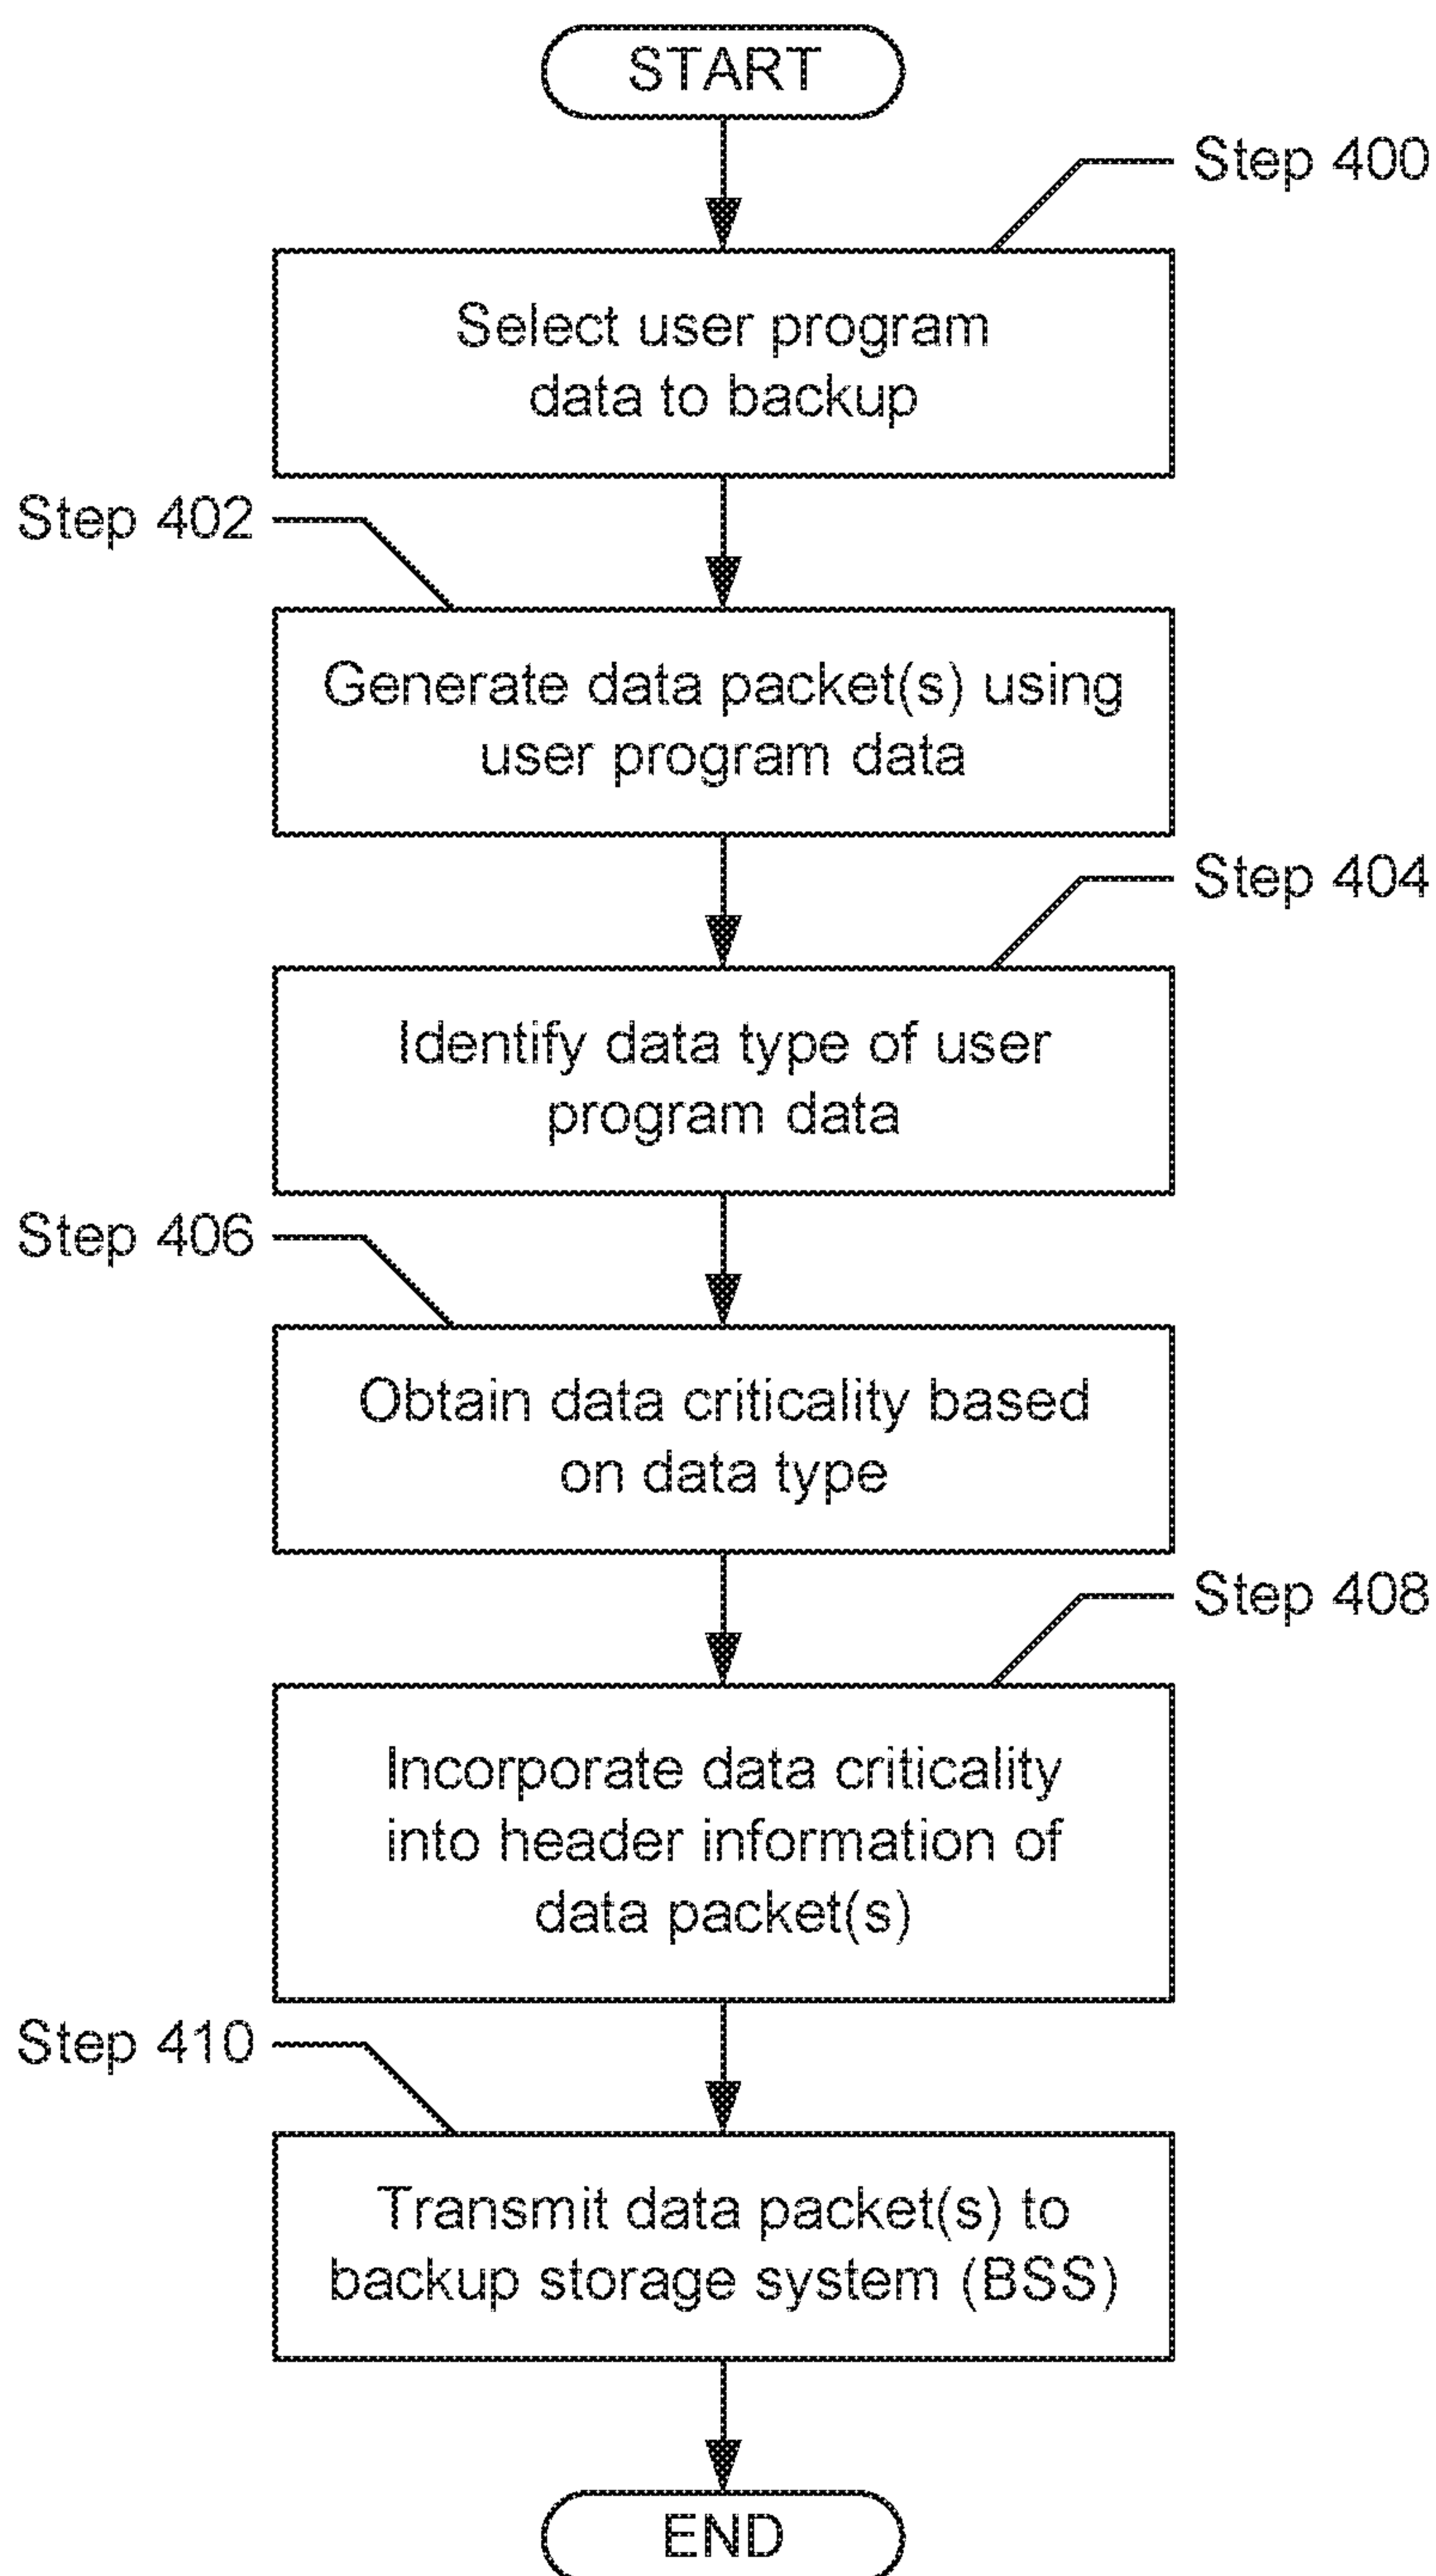 START
Step 400
Select user program
data to backup
Step 402
Generate data packet(s) using
user program data
Step 404
Identify data type of user
program data
Step 406
Obtain data criticality based
on data type
Step 408
Incorporate data criticality
into header information of
data packet(s)
Step 410
Transmit data packet(s) to
backup storage system (BSS)
END